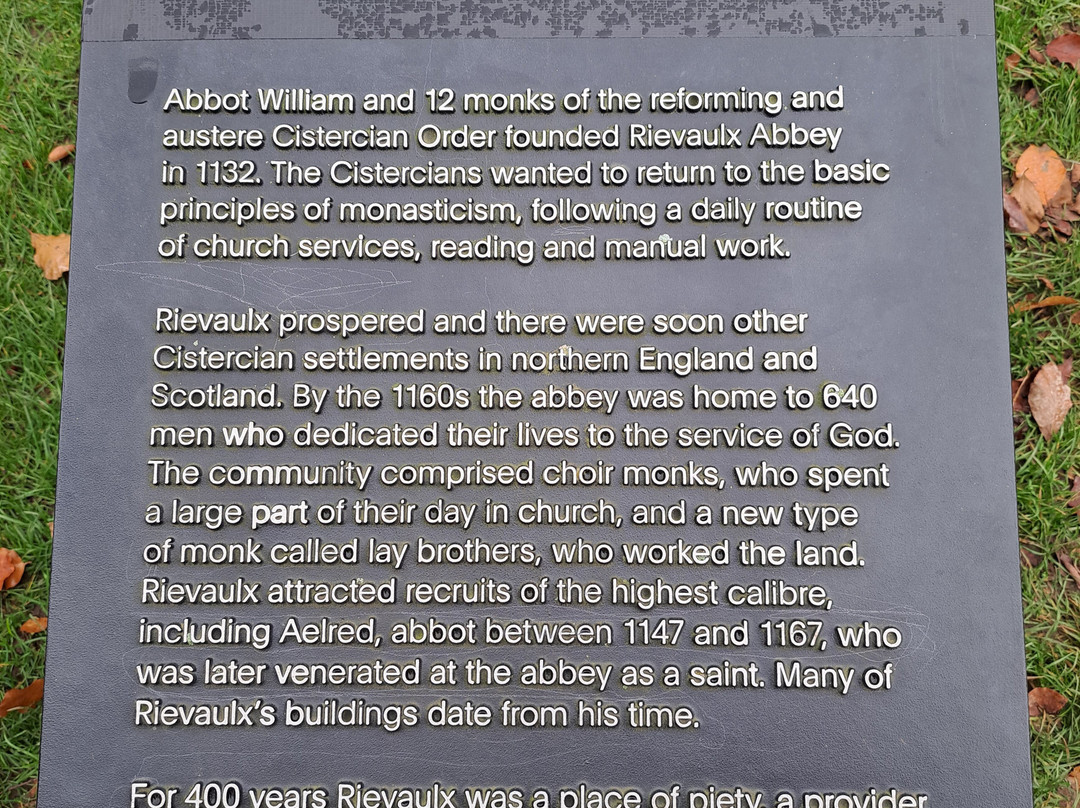 Abbot William and 12 monks of the reforming and
austere Cistercian Order founded Rievaulx Abbey
in 1132. The Cistercians wanted to return to the basic
principles of monasticism, following a daily routine
of church services, reading and manual work.
Rievaulx prospered and there were soon other
Cistercian settlements in northern England and
Scotland. By the 1160s the abbey was home to 640
men who dedicated their lives to the service of God.
The community comprised choir monks, who spent
a large part of their day in church, and a new type
of monk called lay brothers, who worked the land.
Rievaulx attracted recruits of the highest calibre,
including Aelred, abbot between 1147 and 1167, who
was later venerated at the abbey as a saint. Many of
Rievaulx's buildings date from his time.
For 400 years Rievaulx was a place of piety, a provider